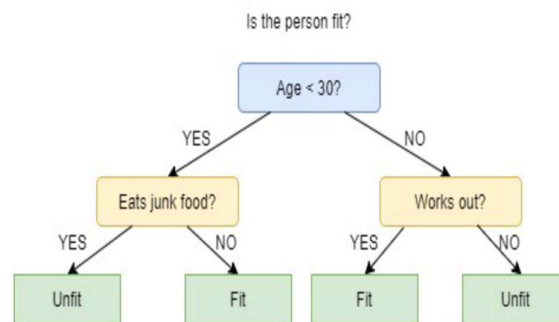 Is the person fit?
Age < 30?
YES
NO
Eats junk food?
Works out?
YES
NO
YES
NO
Unfit
Fit
Fit
Unfit